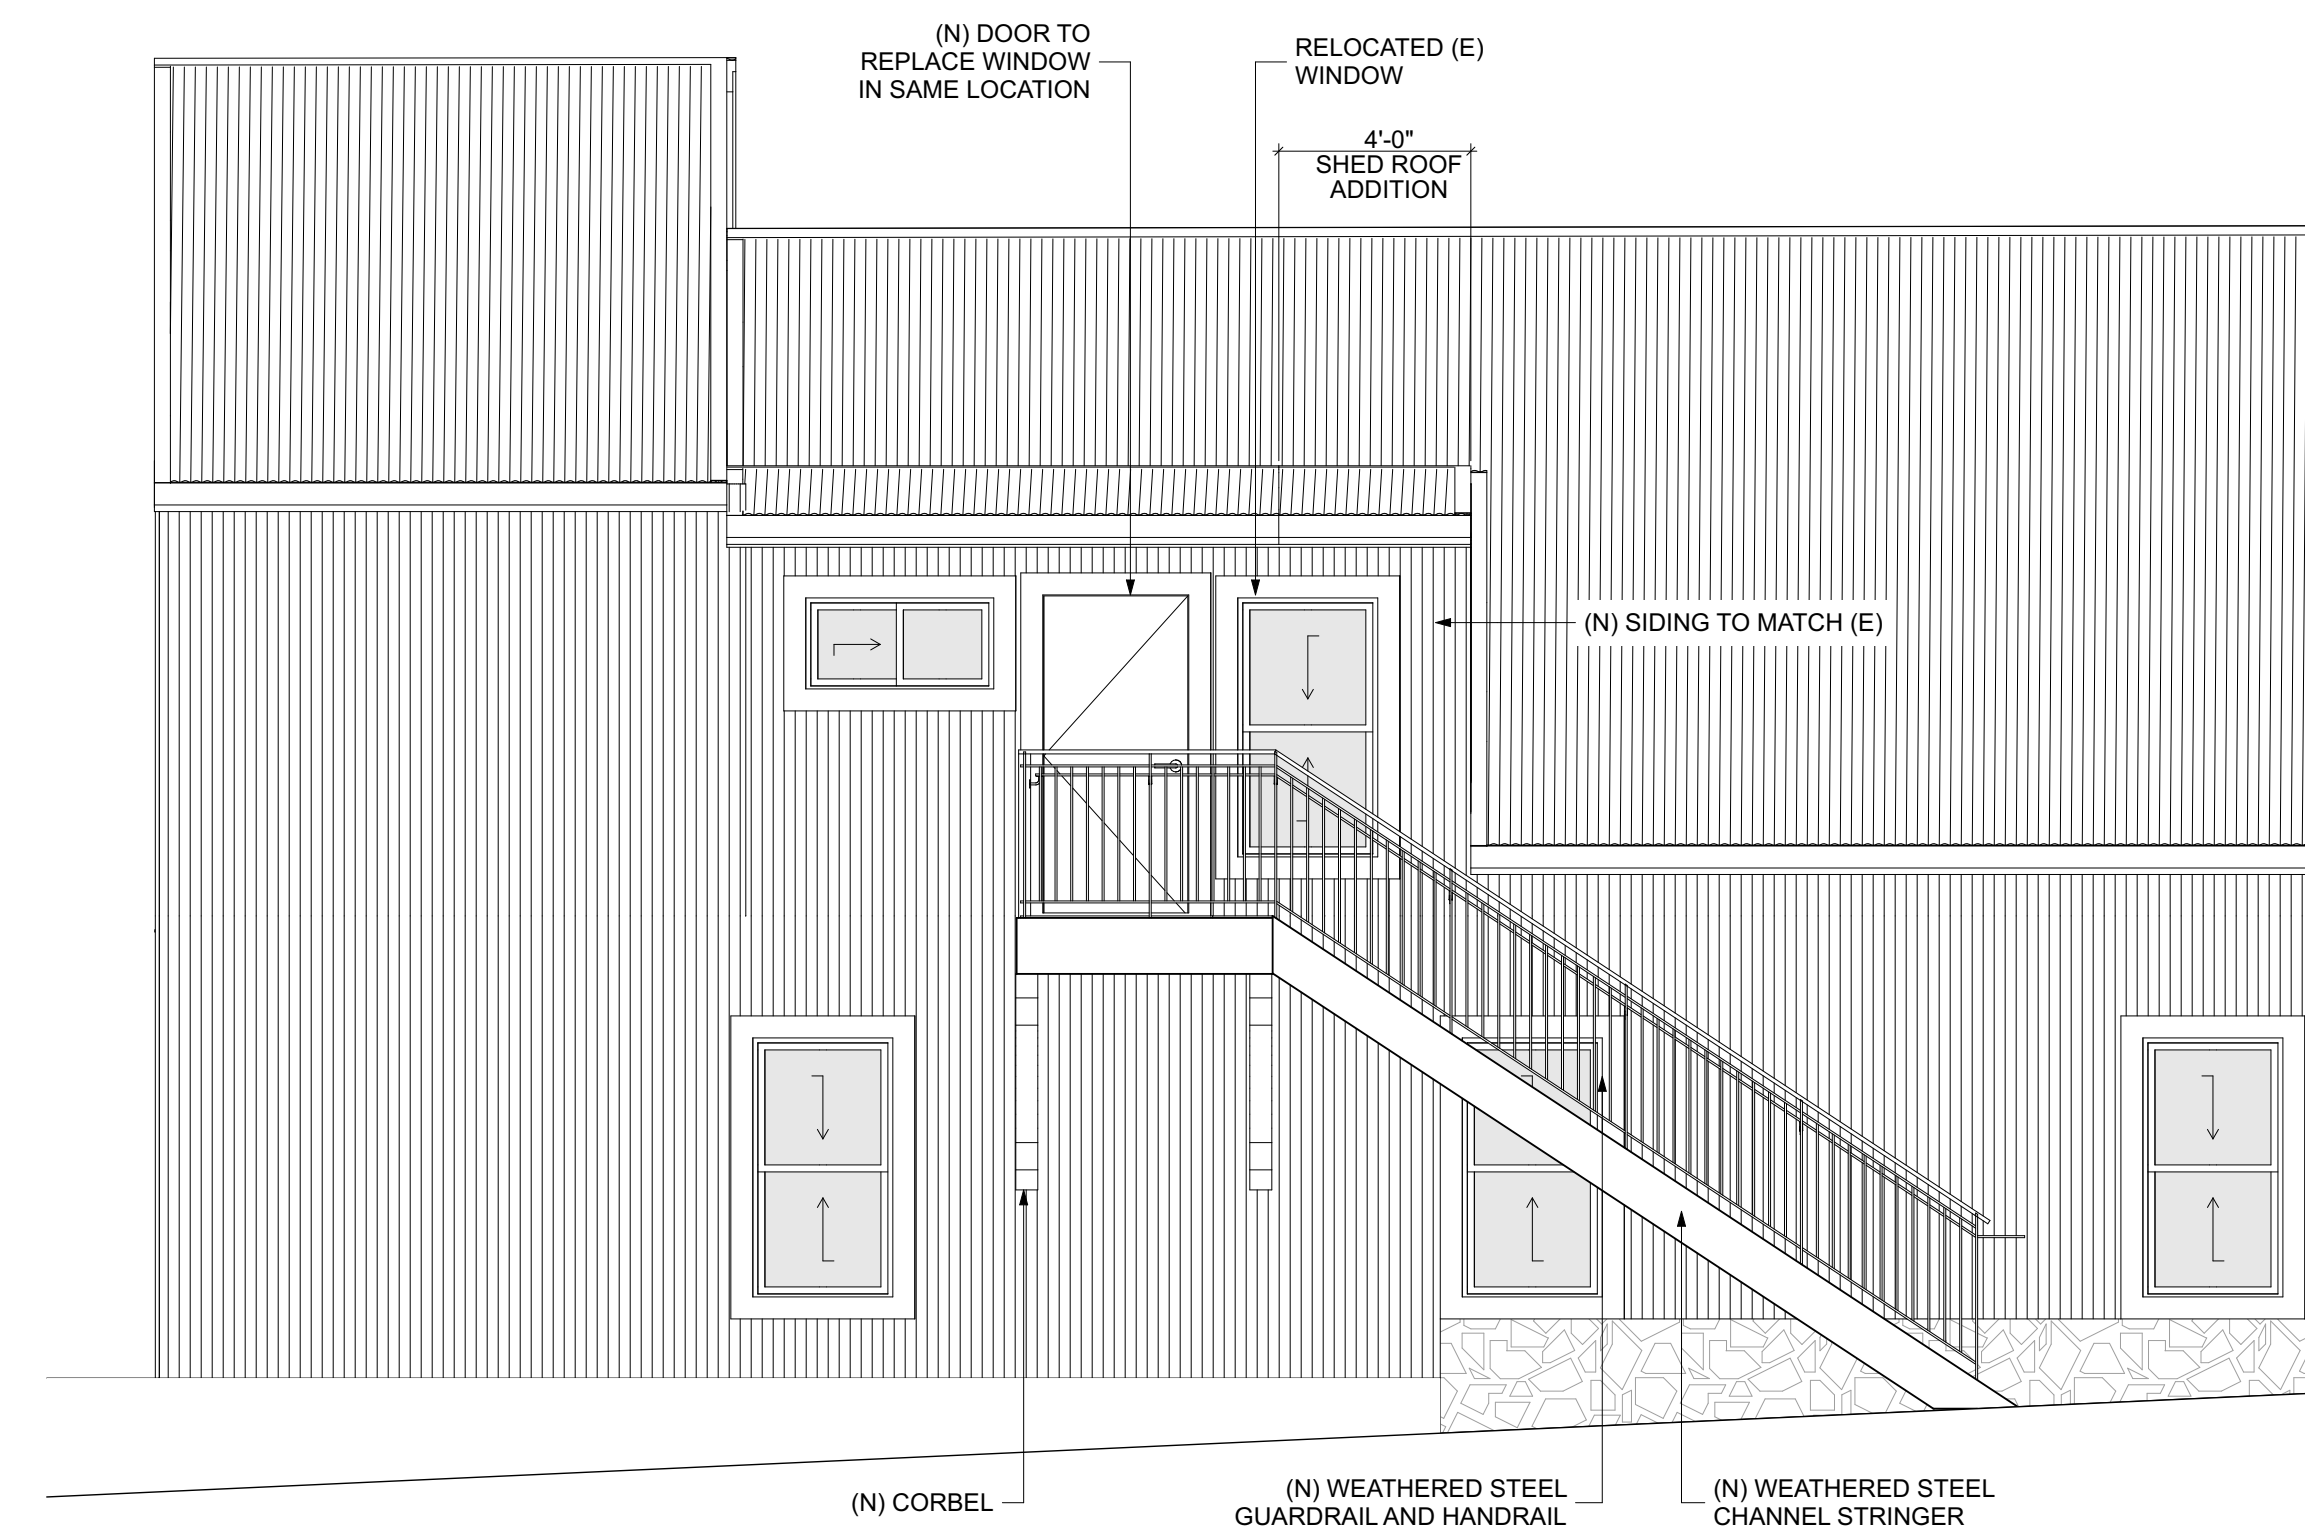 (N) DOOR TO
REPLACE WINDOW
IN SAME LOCATION
RELOCATED (E)
WINDOW
4'-0"
SHED ROOF
ADDITION
(N) SIDING TO MATCH (E)
(N) CORBEL
(N) WEATHERED STEEL
GUARDRAIL AND HANDRAIL
(N) WEATHERED STEEL
CHANNEL STRINGER